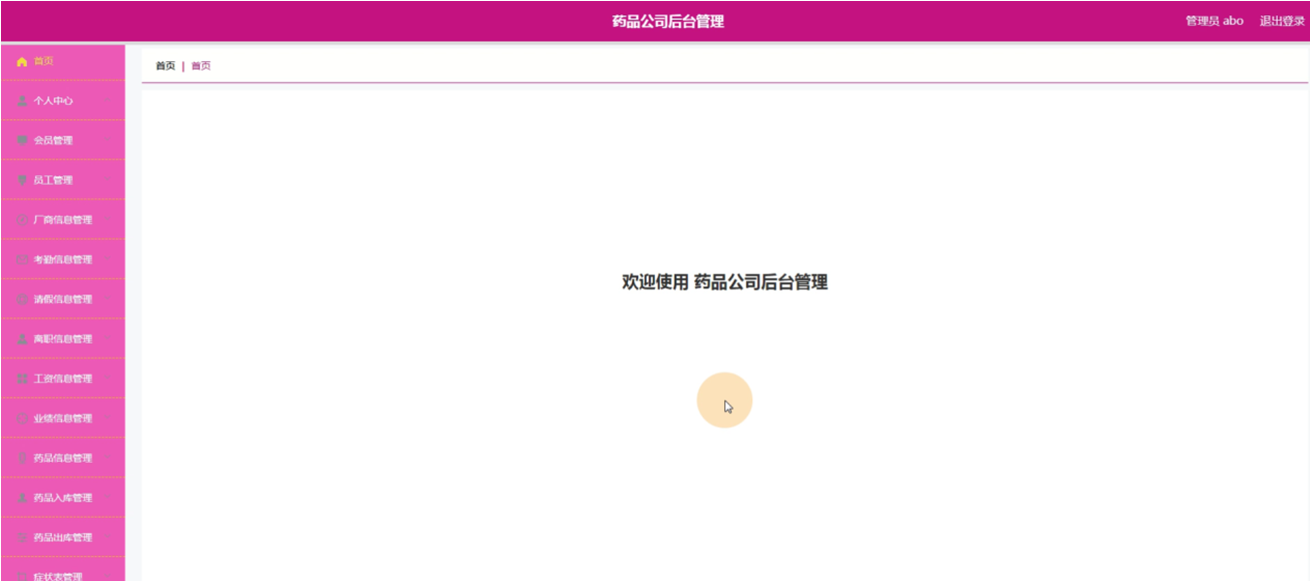 药品公司后台管理
管理员 abo 退出登录
首页
个人中心
会员管理
员工管理
厂商信息管理
考勤信息管理
请假信息管理
离职信息管理
工资信息管理
业绩信息管理
药品信息管理
药品入库管理
药品出库管理
症状表管理
首页 | 首页
欢迎使用 药品公司后台管理